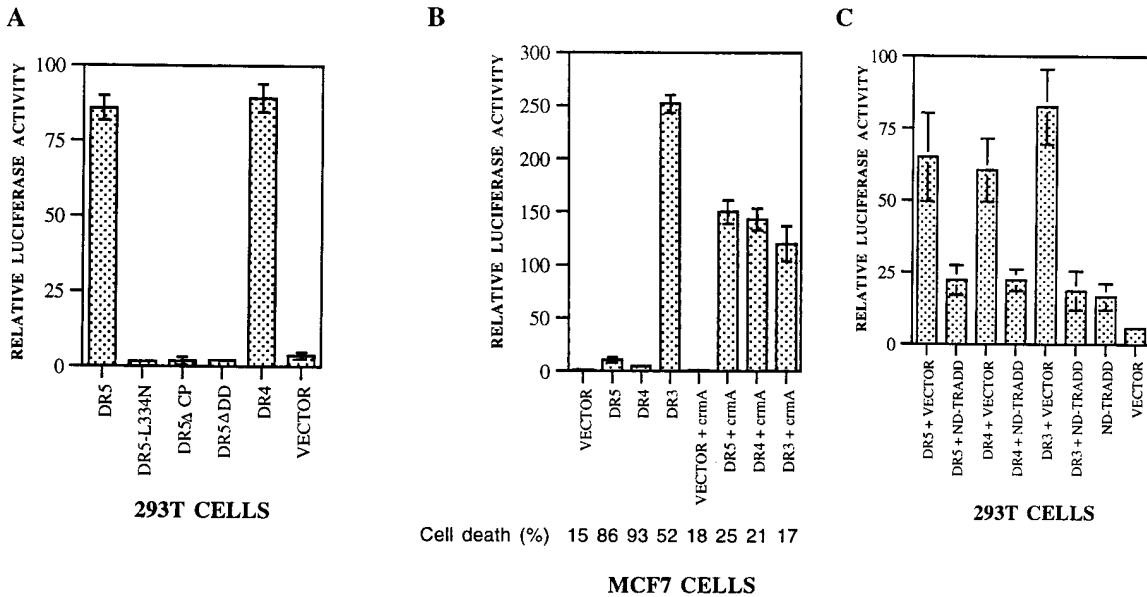 A
RELATIVE LUCIFERASE ACTIVITY
100
75
50
25
0
DR5
DR5-L334N
DR5Δ CP
DR5 ΔDD
DR4
VECTOR
293T CELLS
B
RELATIVE LUCIFERASE ACTIVITY
300
250
200
150
100
50
0
VECTOR
DR5
DR4
DR3
VECTOR + crmA
DR5 + crmA
DR4 + crmA
DR3 + crmA
Cell death (%) 15 86 93 52 18 25 21 17
MCF7 CELLS
C
RELATIVE LUCIFERASE ACTIVITY
100
75
50
25
0
DR5 + VECTOR
DR5 + ND-TRADD
DR4 + VECTOR
DR4 + ND-TRADD
DR3 + VECTOR
DR3 + ND-TRADD
ND-TRADD
VECTOR
293T CELLS